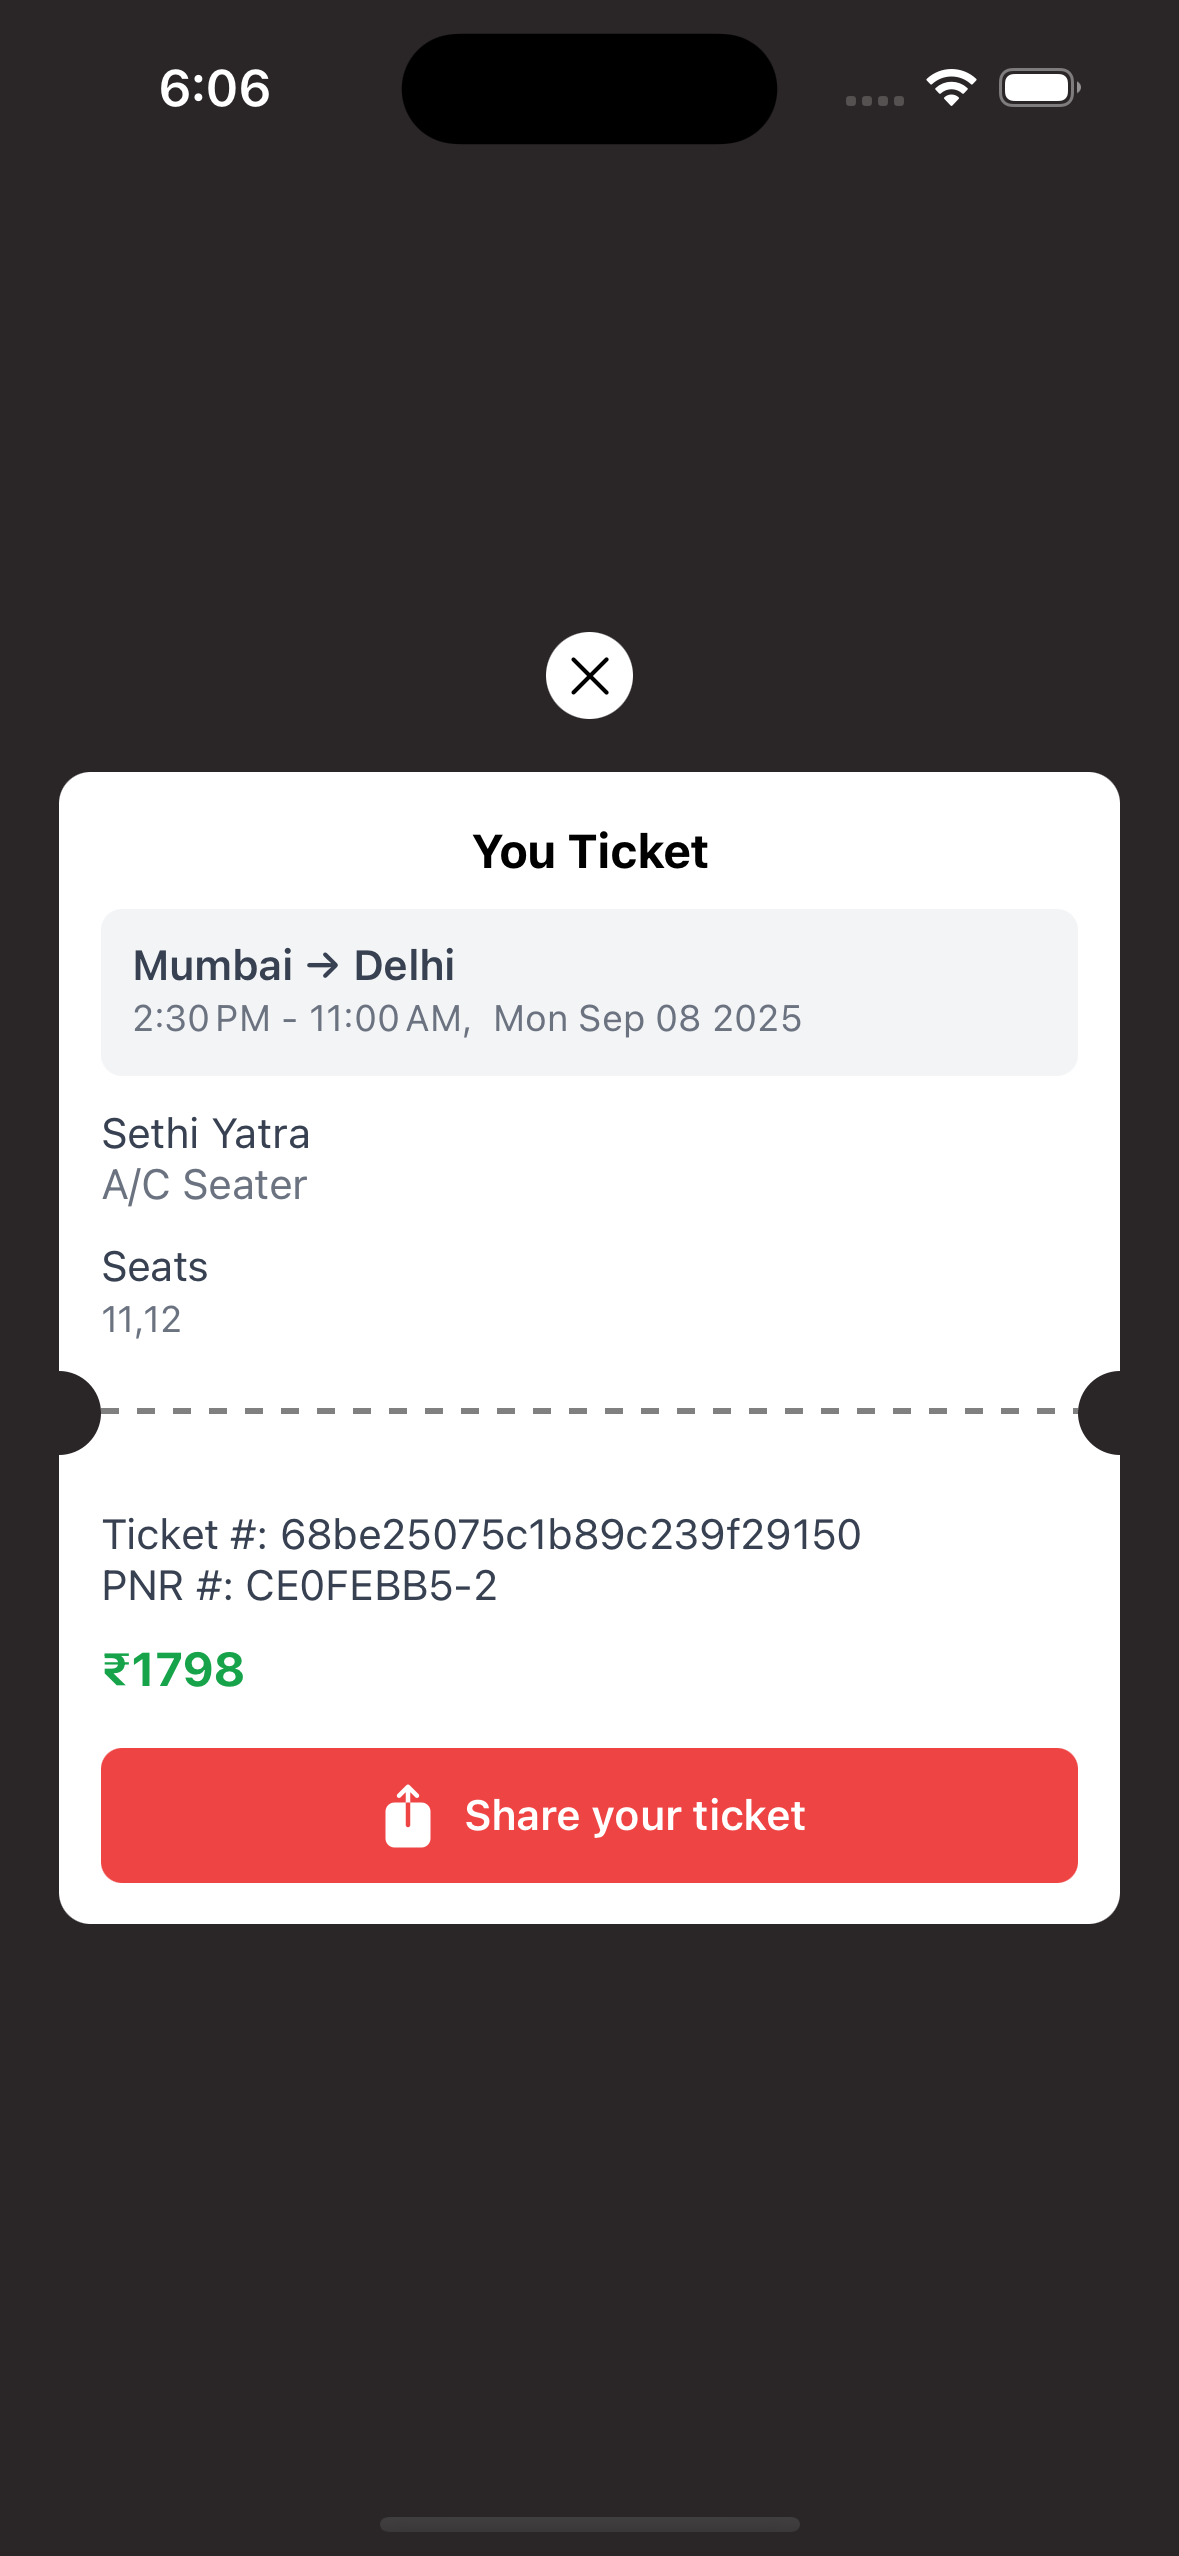 6:06
You Ticket
Mumbai → Delhi
2:30 PM - 11:00 AM, Mon Sep 08 2025
Sethi Yatra
A/C Seater
Seats
11,12
Ticket #: 68be25075c1b89c239f29150
PNR #: CE0FEBB5-2
₹1798
Share your ticket